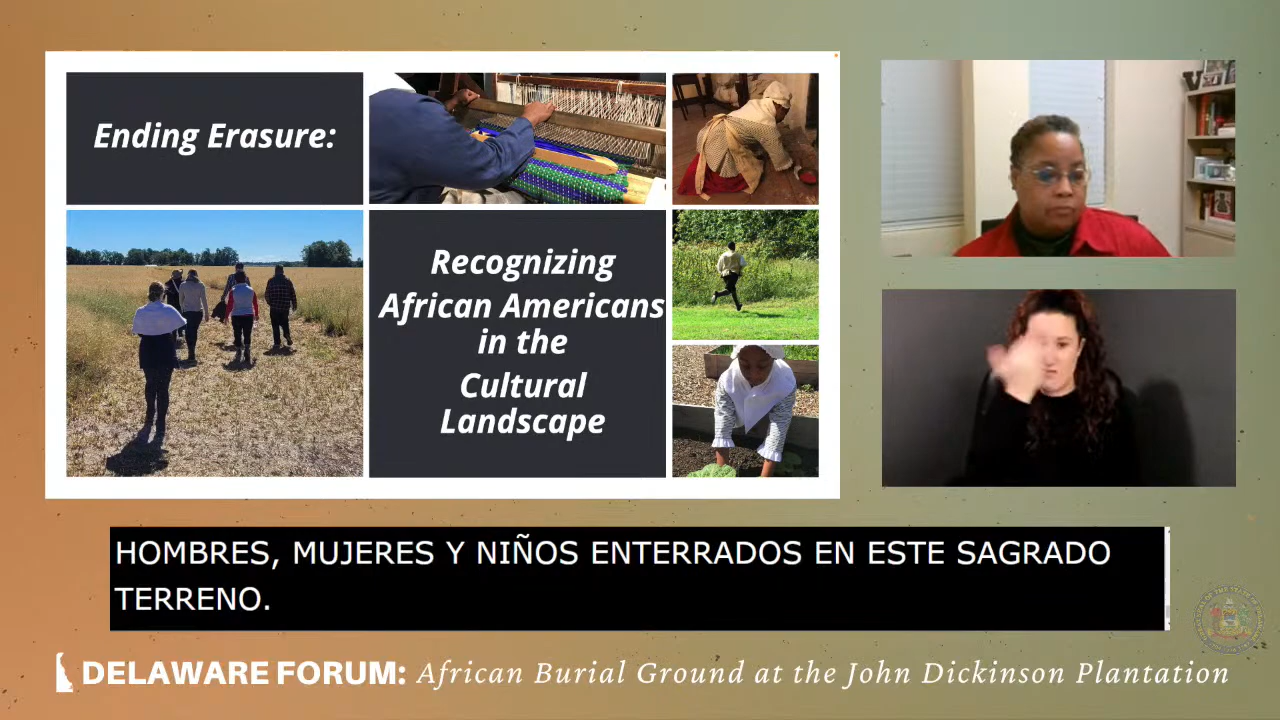 Ending Erasure:
Recognizing
African Americans
in the
Cultural
Landscape
HOMBRES, MUJERES Y NIÑOS ENTERRADOS EN ESTE SAGRADO
TERRENO.
DELAWARE FORUM: African Burial Ground at the John Dickinson Plantation